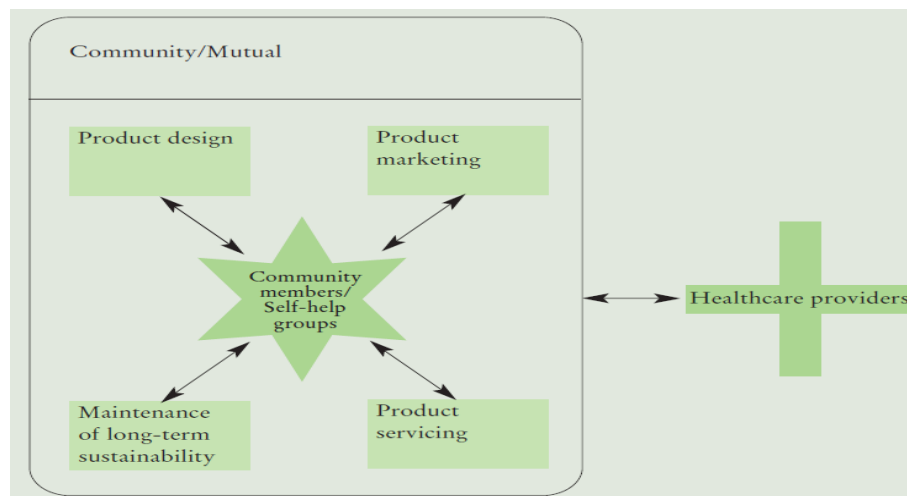 Community/Mutual
Product design
Product
marketing
Community
members/
Self-help
groups
Healthcare providers
Maintenance
of long-term
sustainability
Product
servicing